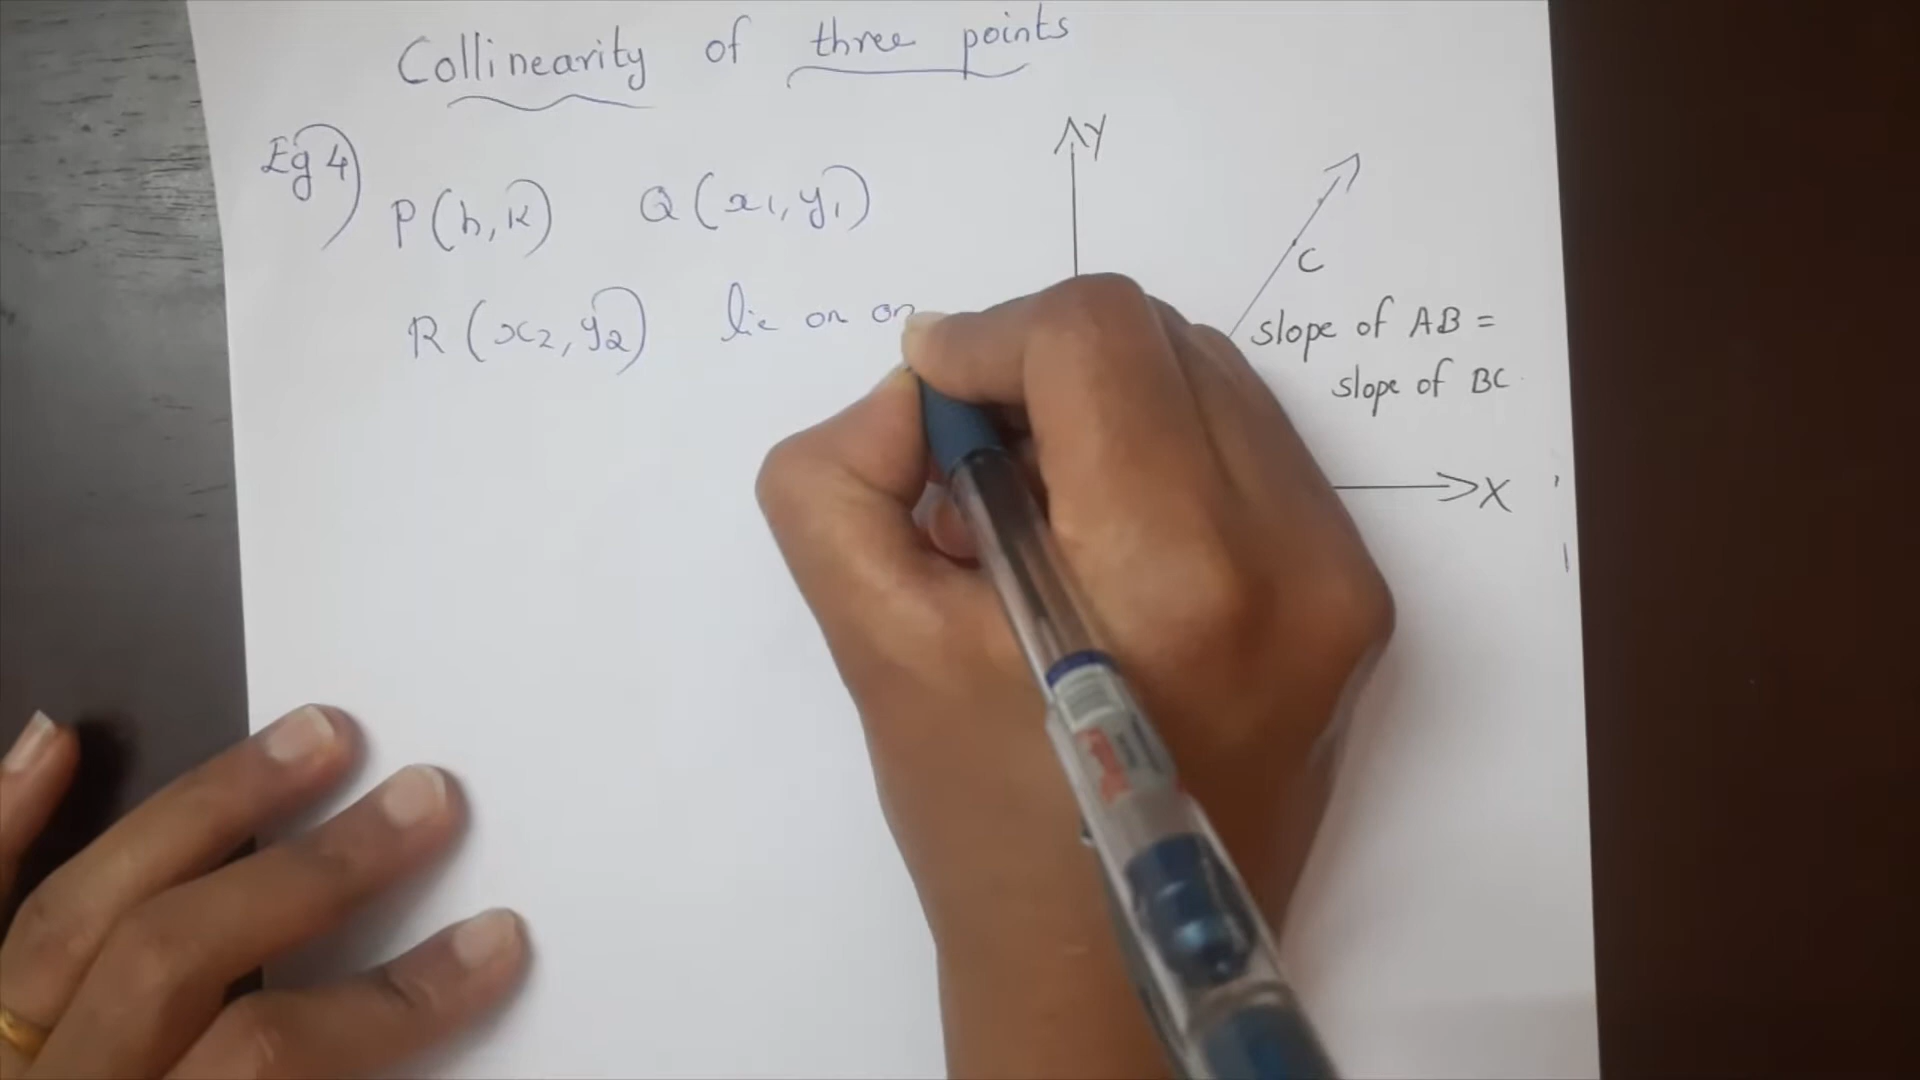 Collinearity of three points
Eg 4)
P(h, k) Q(x1, y1)
R(x2, y2) lie on on
Y
C
slope of AB =
slope of BC
X